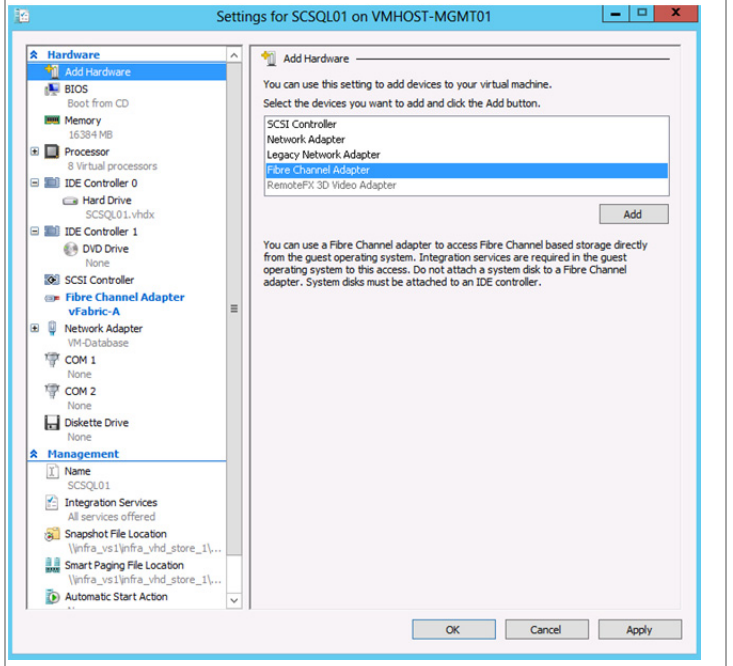 Settings for SCSQL01 on VMHOST-MGMT01
Hardware
Add Hardware
BIOS
Boot from CD
Memory
16384 MB
Processor
8 Virtual processors
IDE Controller 0
Hard Drive
SCSQL01.vhdx
IDE Controller 1
DVD Drive
None
SCSI Controller
Fibre Channel Adapter
vFabric-A
Network Adapter
VM-Database
COM 1
None
COM 2
None
Diskette Drive
None
Management
Name
SCSQL01
Integration Services
All services offered
Snapshot File Location
\\infra_vs1\infra_vhd_store_1\...
Smart Paging File Location
\\infra_vs1\infra_vhd_store_1\...
Automatic Start Action
Add Hardware
You can use this setting to add devices to your virtual machine.
Select the devices you want to add and click the Add button.
SCSI Controller
Network Adapter
Legacy Network Adapter
Fibre Channel Adapter
RemoteFX 3D Video Adapter
Add
You can use a Fibre Channel adapter to access Fibre Channel based storage directly
from the guest operating system. Integration services are required in the guest
operating system to this access. Do not attach a system disk to a Fibre Channel
adapter. System disks must be attached to an IDE controller.
OK
Cancel
Apply